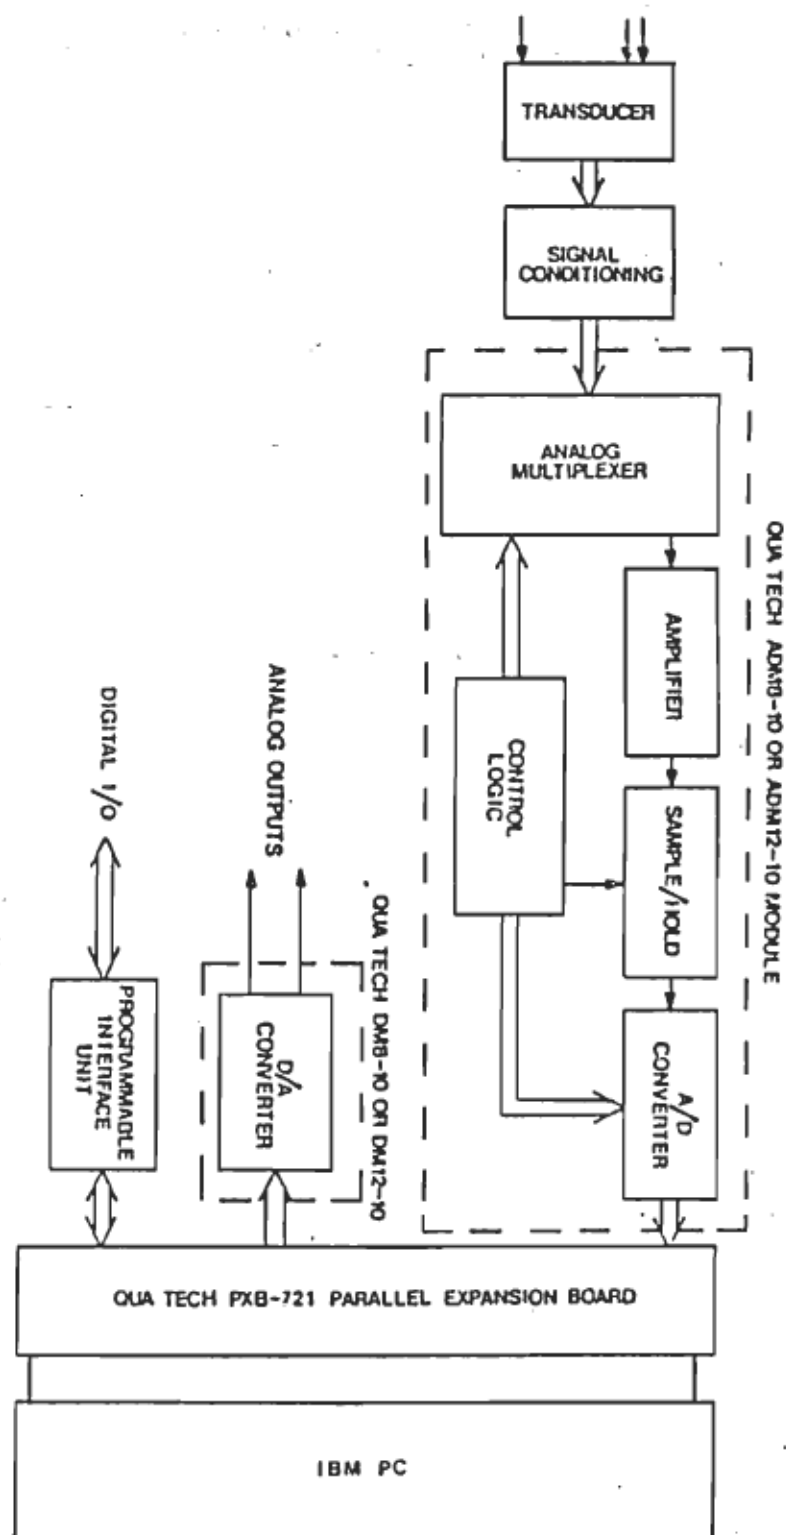 TRANSDUCER
SIGNAL
CONDITIONING
ANALOG
MULTIPLEXER
QUA TECH ADM8-10 OR ADM12-10 MODULE
AMPLIFIER
CONTROL
LOGIC
SAMPLE/HOLD
A/D
CONVERTER
ANALOG OUTPUTS
DIGITAL I/O
QUA TECH DM8-10 OR DM12-10
D/A
CONVERTER
PROGRAMMABLE
INTERFACE
UNIT
QUA TECH PXB-721 PARALLEL EXPANSION BOARD
IBM PC